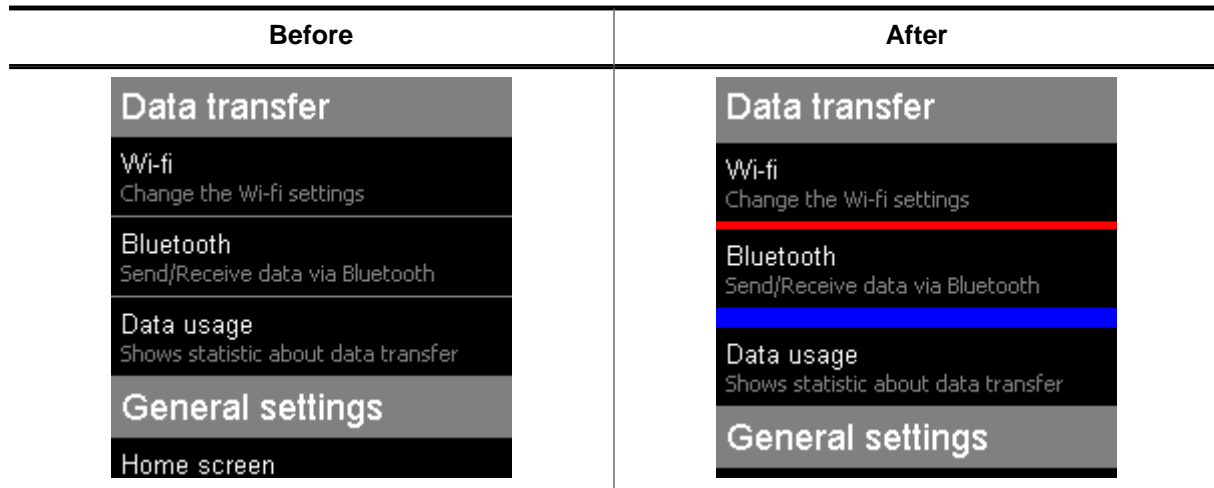 Before
After
Data transfer
Wi-fi
Change the Wi-fi settings
Bluetooth
Send/Receive data via Bluetooth
Data usage
Shows statistic about data transfer
General settings
Home screen
Data transfer
Wi-fi
Change the Wi-fi settings
Bluetooth
Send/Receive data via Bluetooth
Data usage
Shows statistic about data transfer
General settings